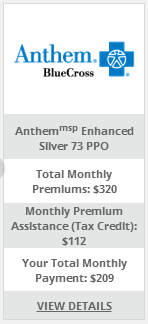 Anthem
BlueCross
Anthem msp Enhanced
Silver 73 PPO
Total Monthly
Premiums: $320
Monthly Premium
Assistance (Tax Credit):
$112
Your Total Monthly
Payment: $209
VIEW DETAILS